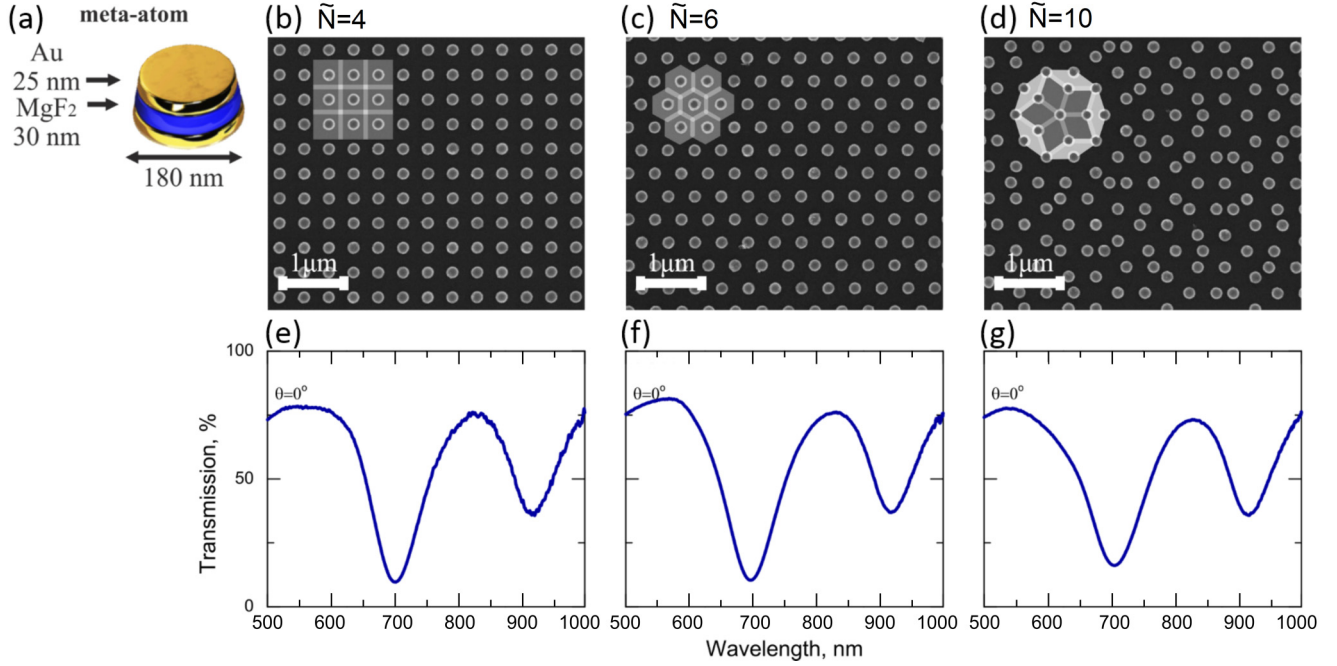 (a) meta-atom
Au
25 nm
MgF₂
30 nm
180 nm
(b) Ñ=4
1μm
(c) Ñ=6
1μm
(d) Ñ=10
1μm
(e)
100
50
0
Transmission, %
θ=0°
500 600 700 800 900 1000
(f)
θ=0°
500 600 700 800 900 1000
(g)
θ=0°
500 600 700 800 900 1000
Wavelength, nm